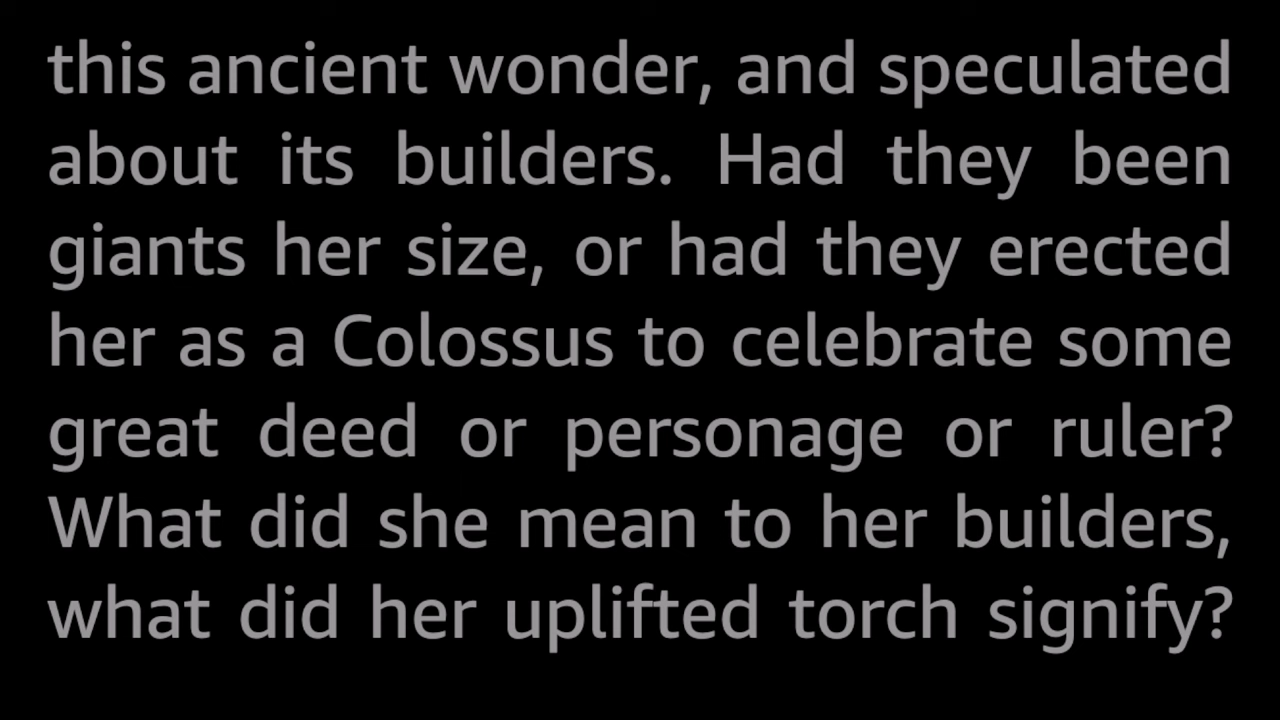 this ancient wonder, and speculated
about its builders. Had they been
giants her size, or had they erected
her as a Colossus to celebrate some
great deed or personage or ruler?
What did she mean to her builders,
what did her uplifted torch signify?